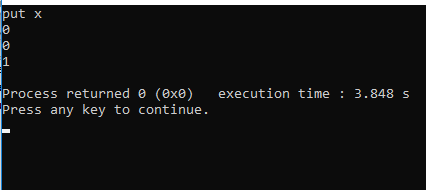 put x
0
0
1
Process returned 0 (0x0)   execution time : 3.848 s
Press any key to continue.